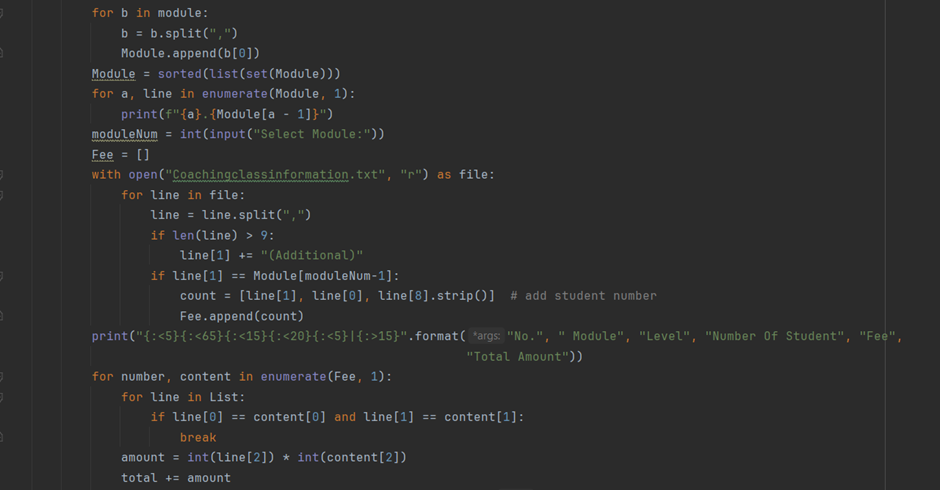 for b in module:
b = b.split(",")
Module.append(b[0])
Module = sorted(list(set(Module)))
for a, line in enumerate(Module, 1):
print(f"{a}.{Module[a - 1]}")
moduleNum = int(input("Select Module:"))
Fee = []
with open("Coachingclassinformation.txt", "r") as file:
for line in file:
line = line.split(",")
if len(line) > 9:
line[1] += "(Additional)"
if line[1] == Module[moduleNum-1]:
count = [line[1], line[0], line[8].strip()]  # add student number
Fee.append(count)
print("{:<5}{:<65}{:<15}{:<20}{:<5}|{:>15}".format( *args: "No.", " Module", "Level", "Number Of Student", "Fee",
"Total Amount"))
for number, content in enumerate(Fee, 1):
for line in List:
if line[0] == content[0] and line[1] == content[1]:
break
amount = int(line[2]) * int(content[2])
total += amount